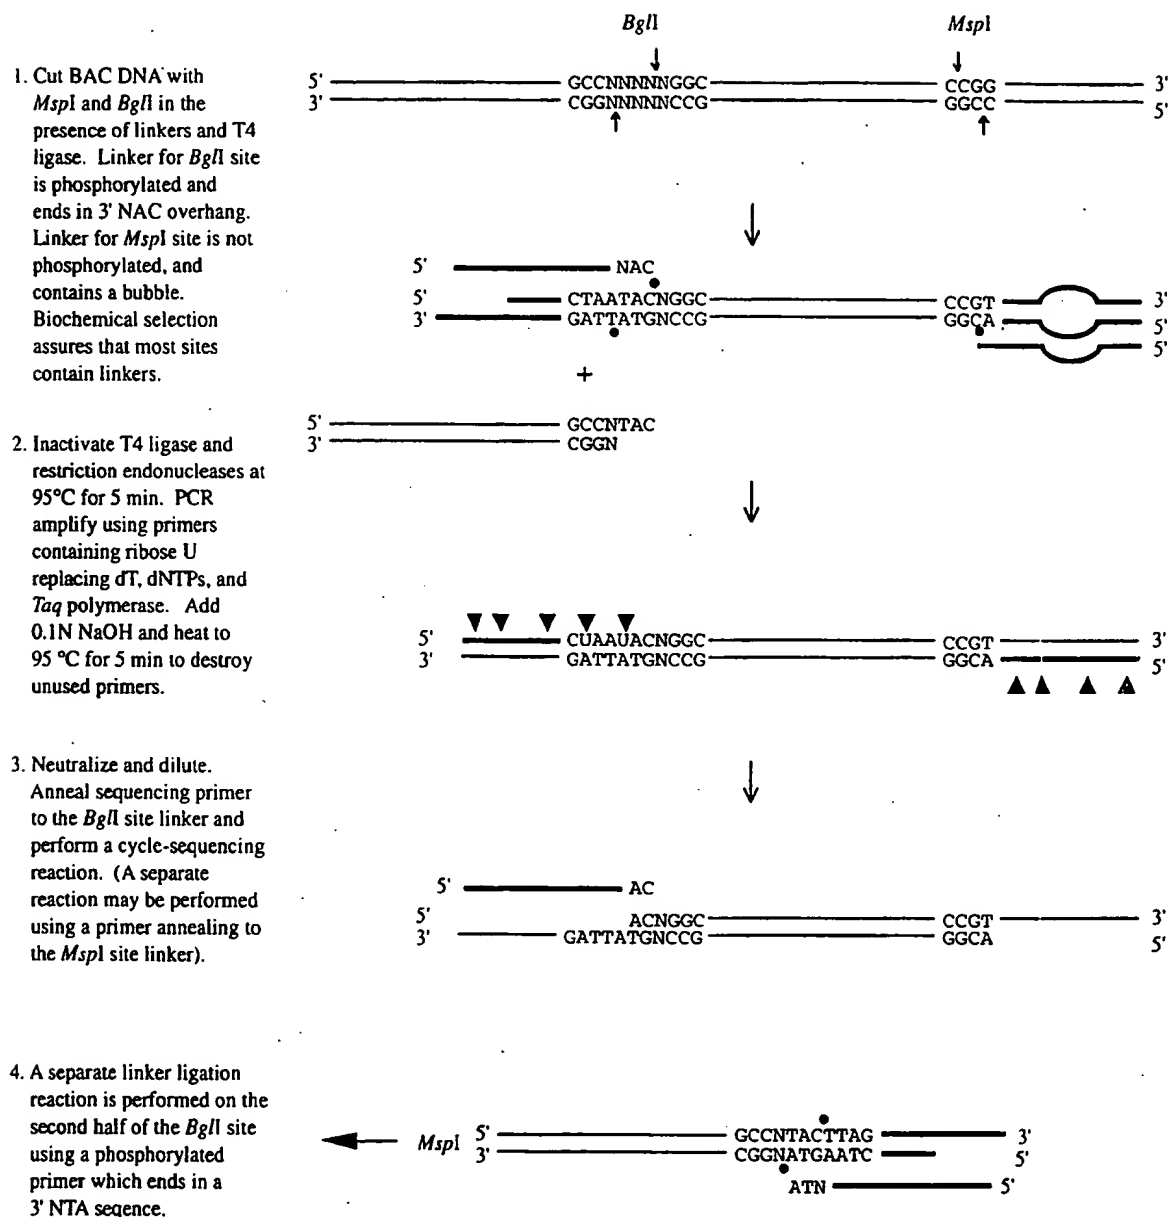 BglI
MspI
1. Cut BAC DNA with
MspI and BglI in the
presence of linkers and T4
ligase. Linker for BglI site
is phosphorylated and
ends in 3' NAC overhang.
Linker for MspI site is not
phosphorylated, and
contains a bubble.
Biochemical selection
assures that most sites
contain linkers.
5' GCCNNNNNGGC CCGG 3'
3' CGGNNNNNCCG GGCC 5'
5' NAC
5' CTAATACNGGC CCGT 3'
3' GATTATGNCCG GGCA 5'
5'
+
5' GCCNTAC
3' CGGN
2. Inactivate T4 ligase and
restriction endonucleases at
95°C for 5 min. PCR
amplify using primers
containing ribose U
replacing dT, dNTPs, and
Taq polymerase. Add
0.1N NaOH and heat to
95 °C for 5 min to destroy
unused primers.
5' CUAAUACNGGC CCGT 3'
3' GATTATGNCCG GGCA 5'
3. Neutralize and dilute.
Anneal sequencing primer
to the BglI site linker and
perform a cycle-sequencing
reaction. (A separate
reaction may be performed
using a primer annealing to
the MspI site linker).
5' AC
5' ACNGGC CCGT 3'
3' GATTATGNCCG GGCA 5'
4. A separate linker ligation
reaction is performed on the
second half of the BglI site
using a phosphorylated
primer which ends in a
3' NTA seqence.
MspI
5' GCCNTACTTAG 3'
3' CGGNATGAATC 5'
ATN 5'